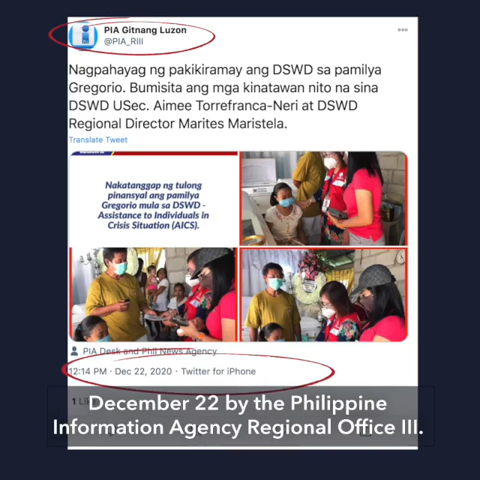 PIA Gitnang Luzon
@PIA_RIII
Nagpahayag ng pakikiramay ang DSWD sa pamilya
Gregorio. Bumisita ang mga kinatawan nito na sina
DSWD USec. Aimee Torrefranca-Neri at DSWD
Regional Director Marites Maristela.
Translate Tweet
Nakatanggap ng tulong
pinansyal ang pamilya
Gregorio mula sa DSWD -
Assistance to Individuals in
Crisis Situation (AICS).
PIA Desk and Phil News Agency
12:14 PM · Dec 22, 2020 · Twitter for iPhone
1 Like
December 22 by the Philippine
Information Agency Regional Office III.